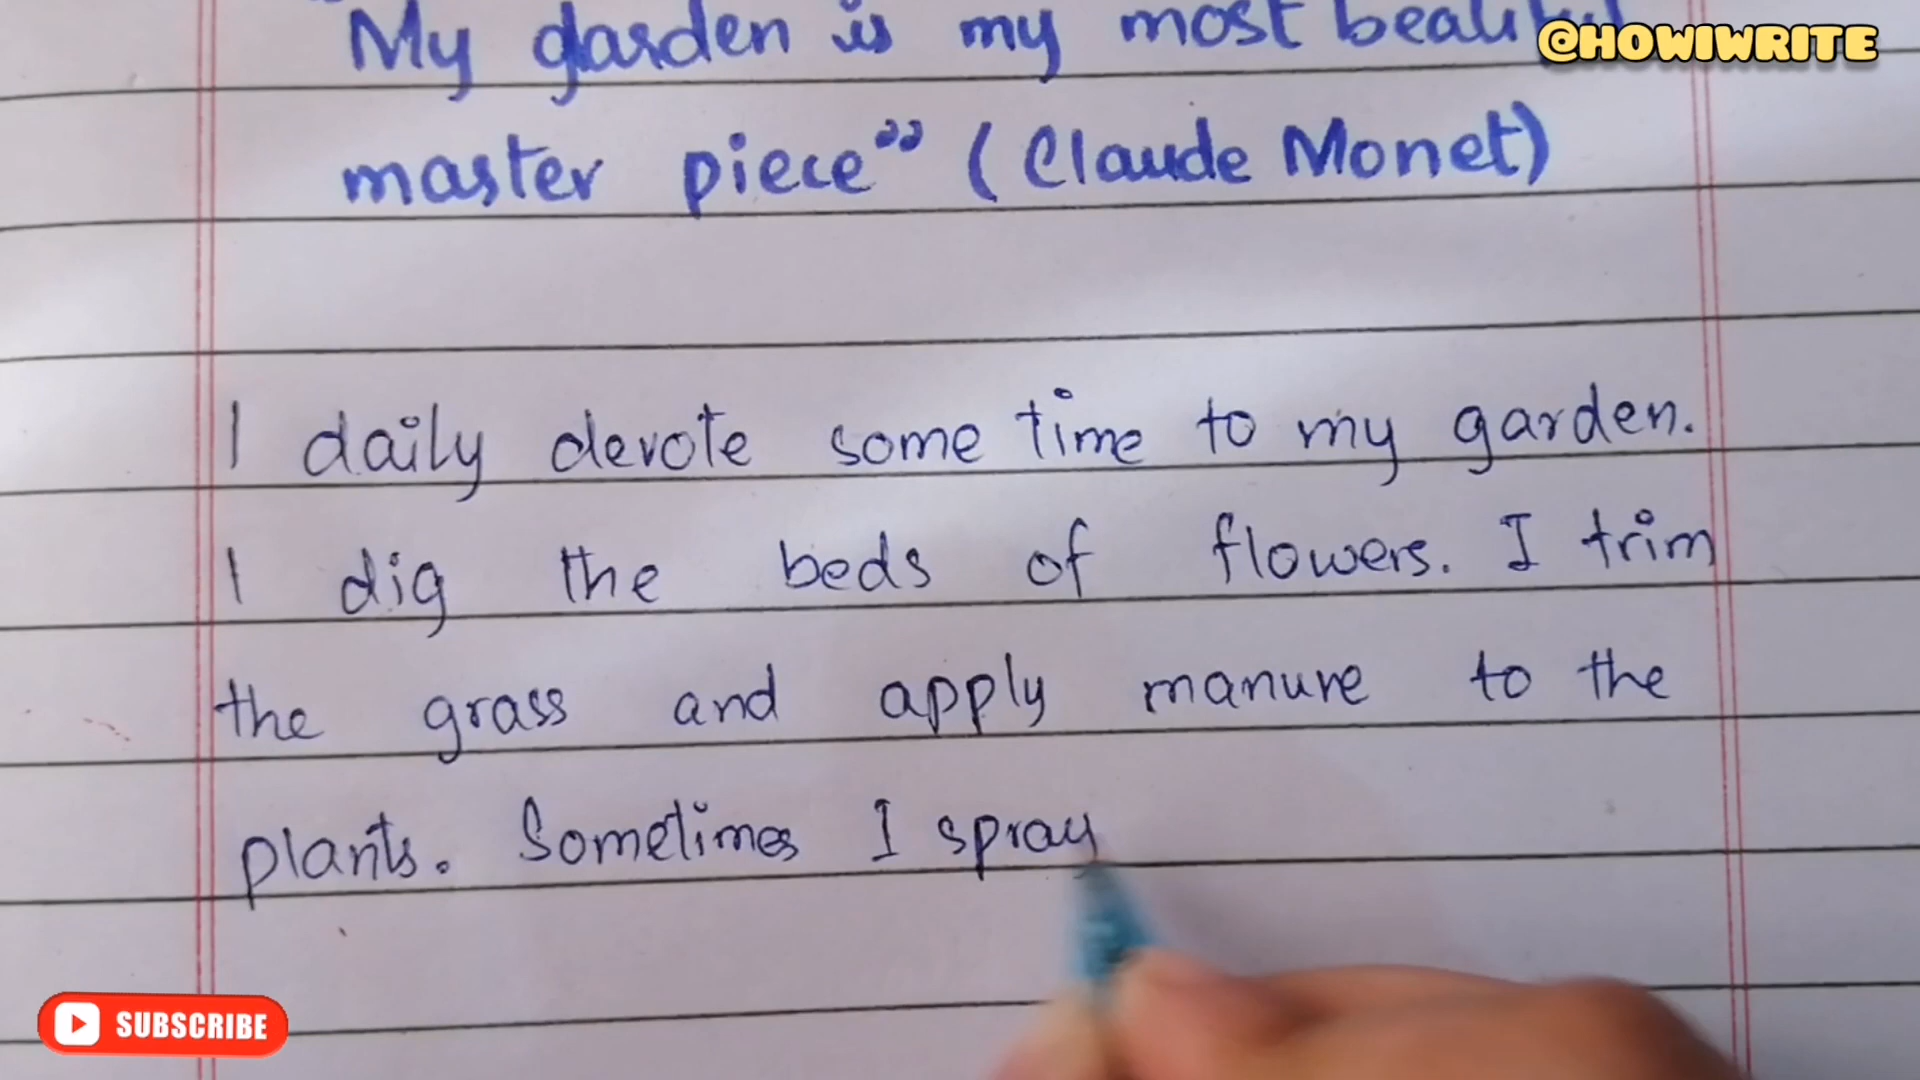 "My garden is my most beauti
@HOWIWRITE
master piece" (Claude Monet)
I daily devote some time to my garden.
I dig the beds of flowers. I trim
the grass and apply manure to the
plants. Sometimes I spray
SUBSCRIBE